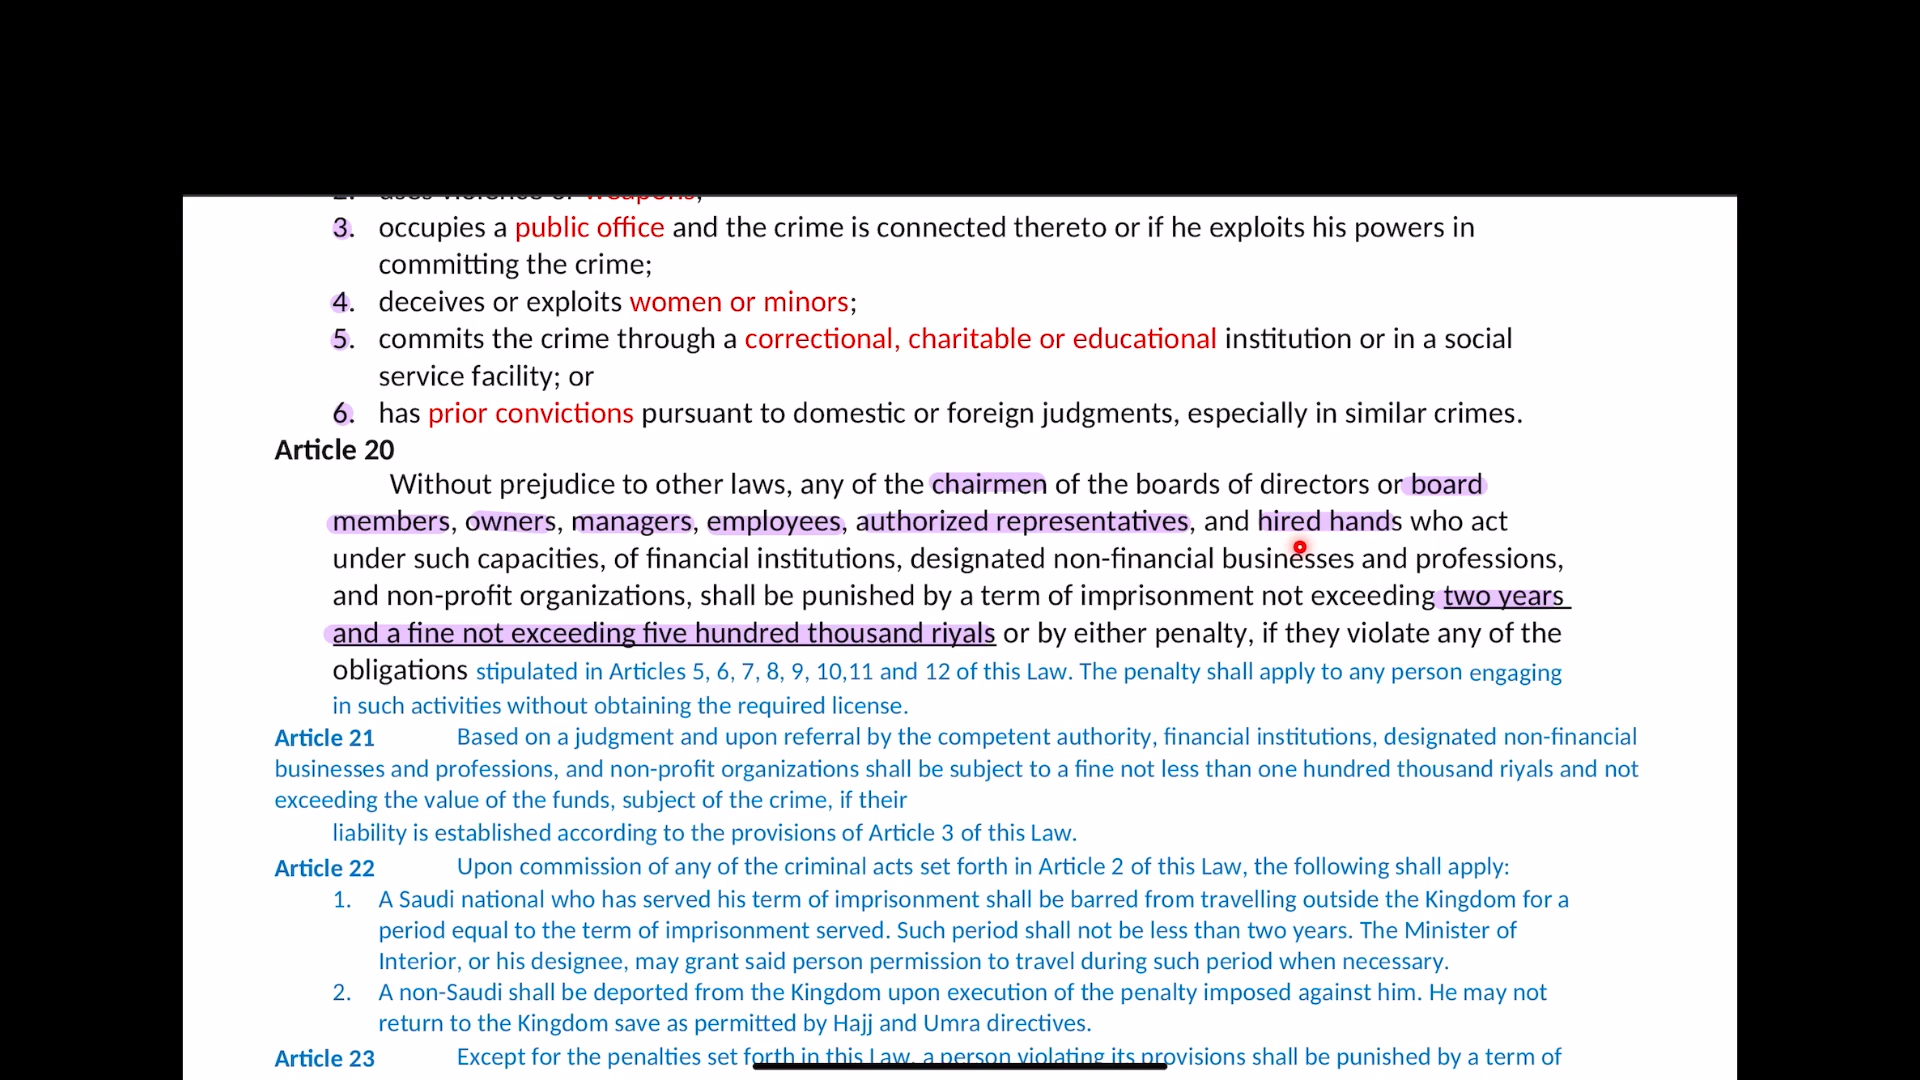 2. uses violence or weapons;
3. occupies a public office and the crime is connected thereto or if he exploits his powers in
committing the crime;
4. deceives or exploits women or minors;
5. commits the crime through a correctional, charitable or educational institution or in a social
service facility; or
6. has prior convictions pursuant to domestic or foreign judgments, especially in similar crimes.
Article 20
Without prejudice to other laws, any of the chairmen of the boards of directors or board
members, owners, managers, employees, authorized representatives, and hired hands who act
under such capacities, of financial institutions, designated non-financial businesses and professions,
and non-profit organizations, shall be punished by a term of imprisonment not exceeding two years
and a fine not exceeding five hundred thousand riyals or by either penalty, if they violate any of the
obligations stipulated in Articles 5, 6, 7, 8, 9, 10,11 and 12 of this Law. The penalty shall apply to any person engaging
in such activities without obtaining the required license.
Article 21 Based on a judgment and upon referral by the competent authority, financial institutions, designated non-financial
businesses and professions, and non-profit organizations shall be subject to a fine not less than one hundred thousand riyals and not
exceeding the value of the funds, subject of the crime, if their
liability is established according to the provisions of Article 3 of this Law.
Article 22 Upon commission of any of the criminal acts set forth in Article 2 of this Law, the following shall apply:
1. A Saudi national who has served his term of imprisonment shall be barred from travelling outside the Kingdom for a
period equal to the term of imprisonment served. Such period shall not be less than two years. The Minister of
Interior, or his designee, may grant said person permission to travel during such period when necessary.
2. A non-Saudi shall be deported from the Kingdom upon execution of the penalty imposed against him. He may not
return to the Kingdom save as permitted by Hajj and Umra directives.
Article 23 Except for the penalties set forth in this Law, a person violating its provisions shall be punished by a term of